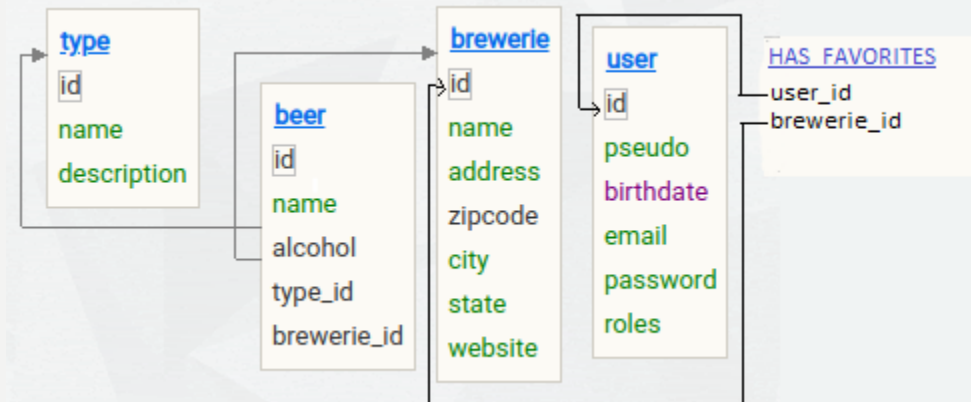 type
id
name
description
beer
id
name
alcohol
type_id
brewerie_id
brewerie
id
name
address
zipcode
city
state
website
user
id
pseudo
birthdate
email
password
roles
HAS_FAVORITES
user_id
brewerie_id